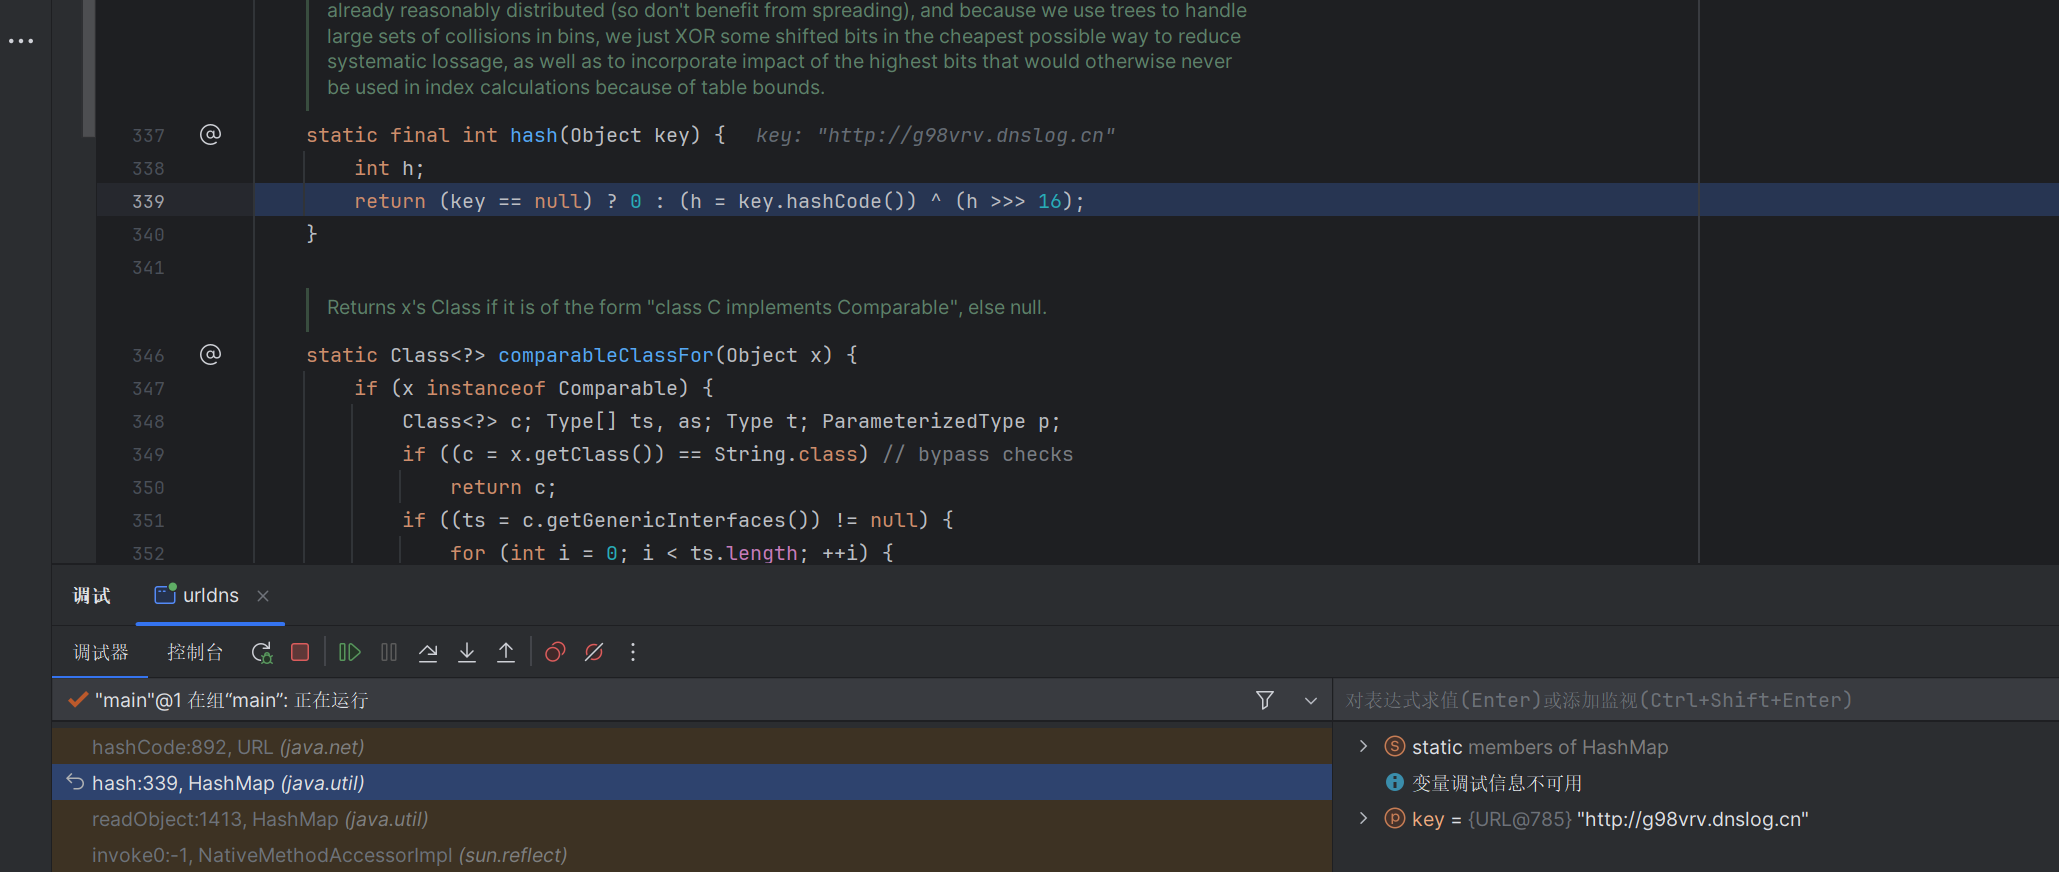 already reasonably distributed (so don't benefit from spreading), and because we use trees to handle
large sets of collisions in bins, we just XOR some shifted bits in the cheapest possible way to reduce
systematic lossage, as well as to incorporate impact of the highest bits that would otherwise never
be used in index calculations because of table bounds.
337 @ static final int hash(Object key) { key: "http://g98vrv.dnslog.cn"
338 int h;
339 return (key == null) ? 0 : (h = key.hashCode()) ^ (h >>> 16);
340 }
341
Returns x's Class if it is of the form "class C implements Comparable", else null.
346 @ static Class<?> comparableClassFor(Object x) {
347 if (x instanceof Comparable) {
348 Class<?> c; Type[] ts, as; Type t; ParameterizedType p;
349 if ((c = x.getClass()) == String.class) // bypass checks
350 return c;
351 if ((ts = c.getGenericInterfaces()) != null) {
352 for (int i = 0; i < ts.length; ++i) {
调试 urldns
调试器 控制台
"main"@1 在组“main”: 正在运行
对表达式求值(Enter)或添加监视(Ctrl+Shift+Enter)
hashCode:892, URL (java.net)
hash:339, HashMap (java.util)
readObject:1413, HashMap (java.util)
invoke0:-1, NativeMethodAccessorImpl (sun.reflect)
static members of HashMap
变量调试信息不可用
key = {URL@785} "http://g98vrv.dnslog.cn"